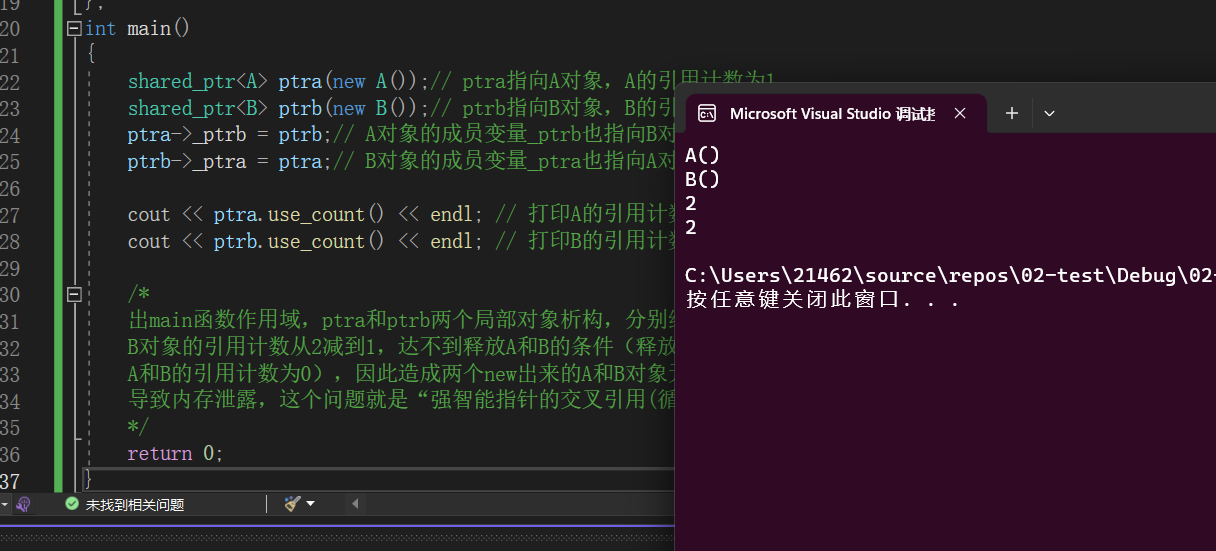 19 };
20 int main()
21 {
22 shared_ptr<A> ptra(new A());// ptra指向A对象，A的引用计数为1
23 shared_ptr<B> ptrb(new B());// ptrb指向B对象，B的引
24 ptra->_ptrb = ptrb;// A对象的成员变量_ptrb也指向B对
25 ptrb->_ptra = ptra;// B对象的成员变量_ptra也指向A对
26
27 cout << ptra.use_count() << endl; // 打印A的引用计数
28 cout << ptrb.use_count() << endl; // 打印B的引用计数
29
30 /*
31 出main函数作用域，ptra和ptrb两个局部对象析构，分别给
32 B对象的引用计数从2减到1，达不到释放A和B的条件（释放
33 A和B的引用计数为0），因此造成两个new出来的A和B对象无
34 导致内存泄露，这个问题就是“强智能指针的交叉引用(循
35 */
36 return 0;
37 }
未找到相关问题
Microsoft Visual Studio 调试
A()
B()
2
2
C:\Users\21462\source\repos\02-test\Debug\02-
按任意键关闭此窗口. . .